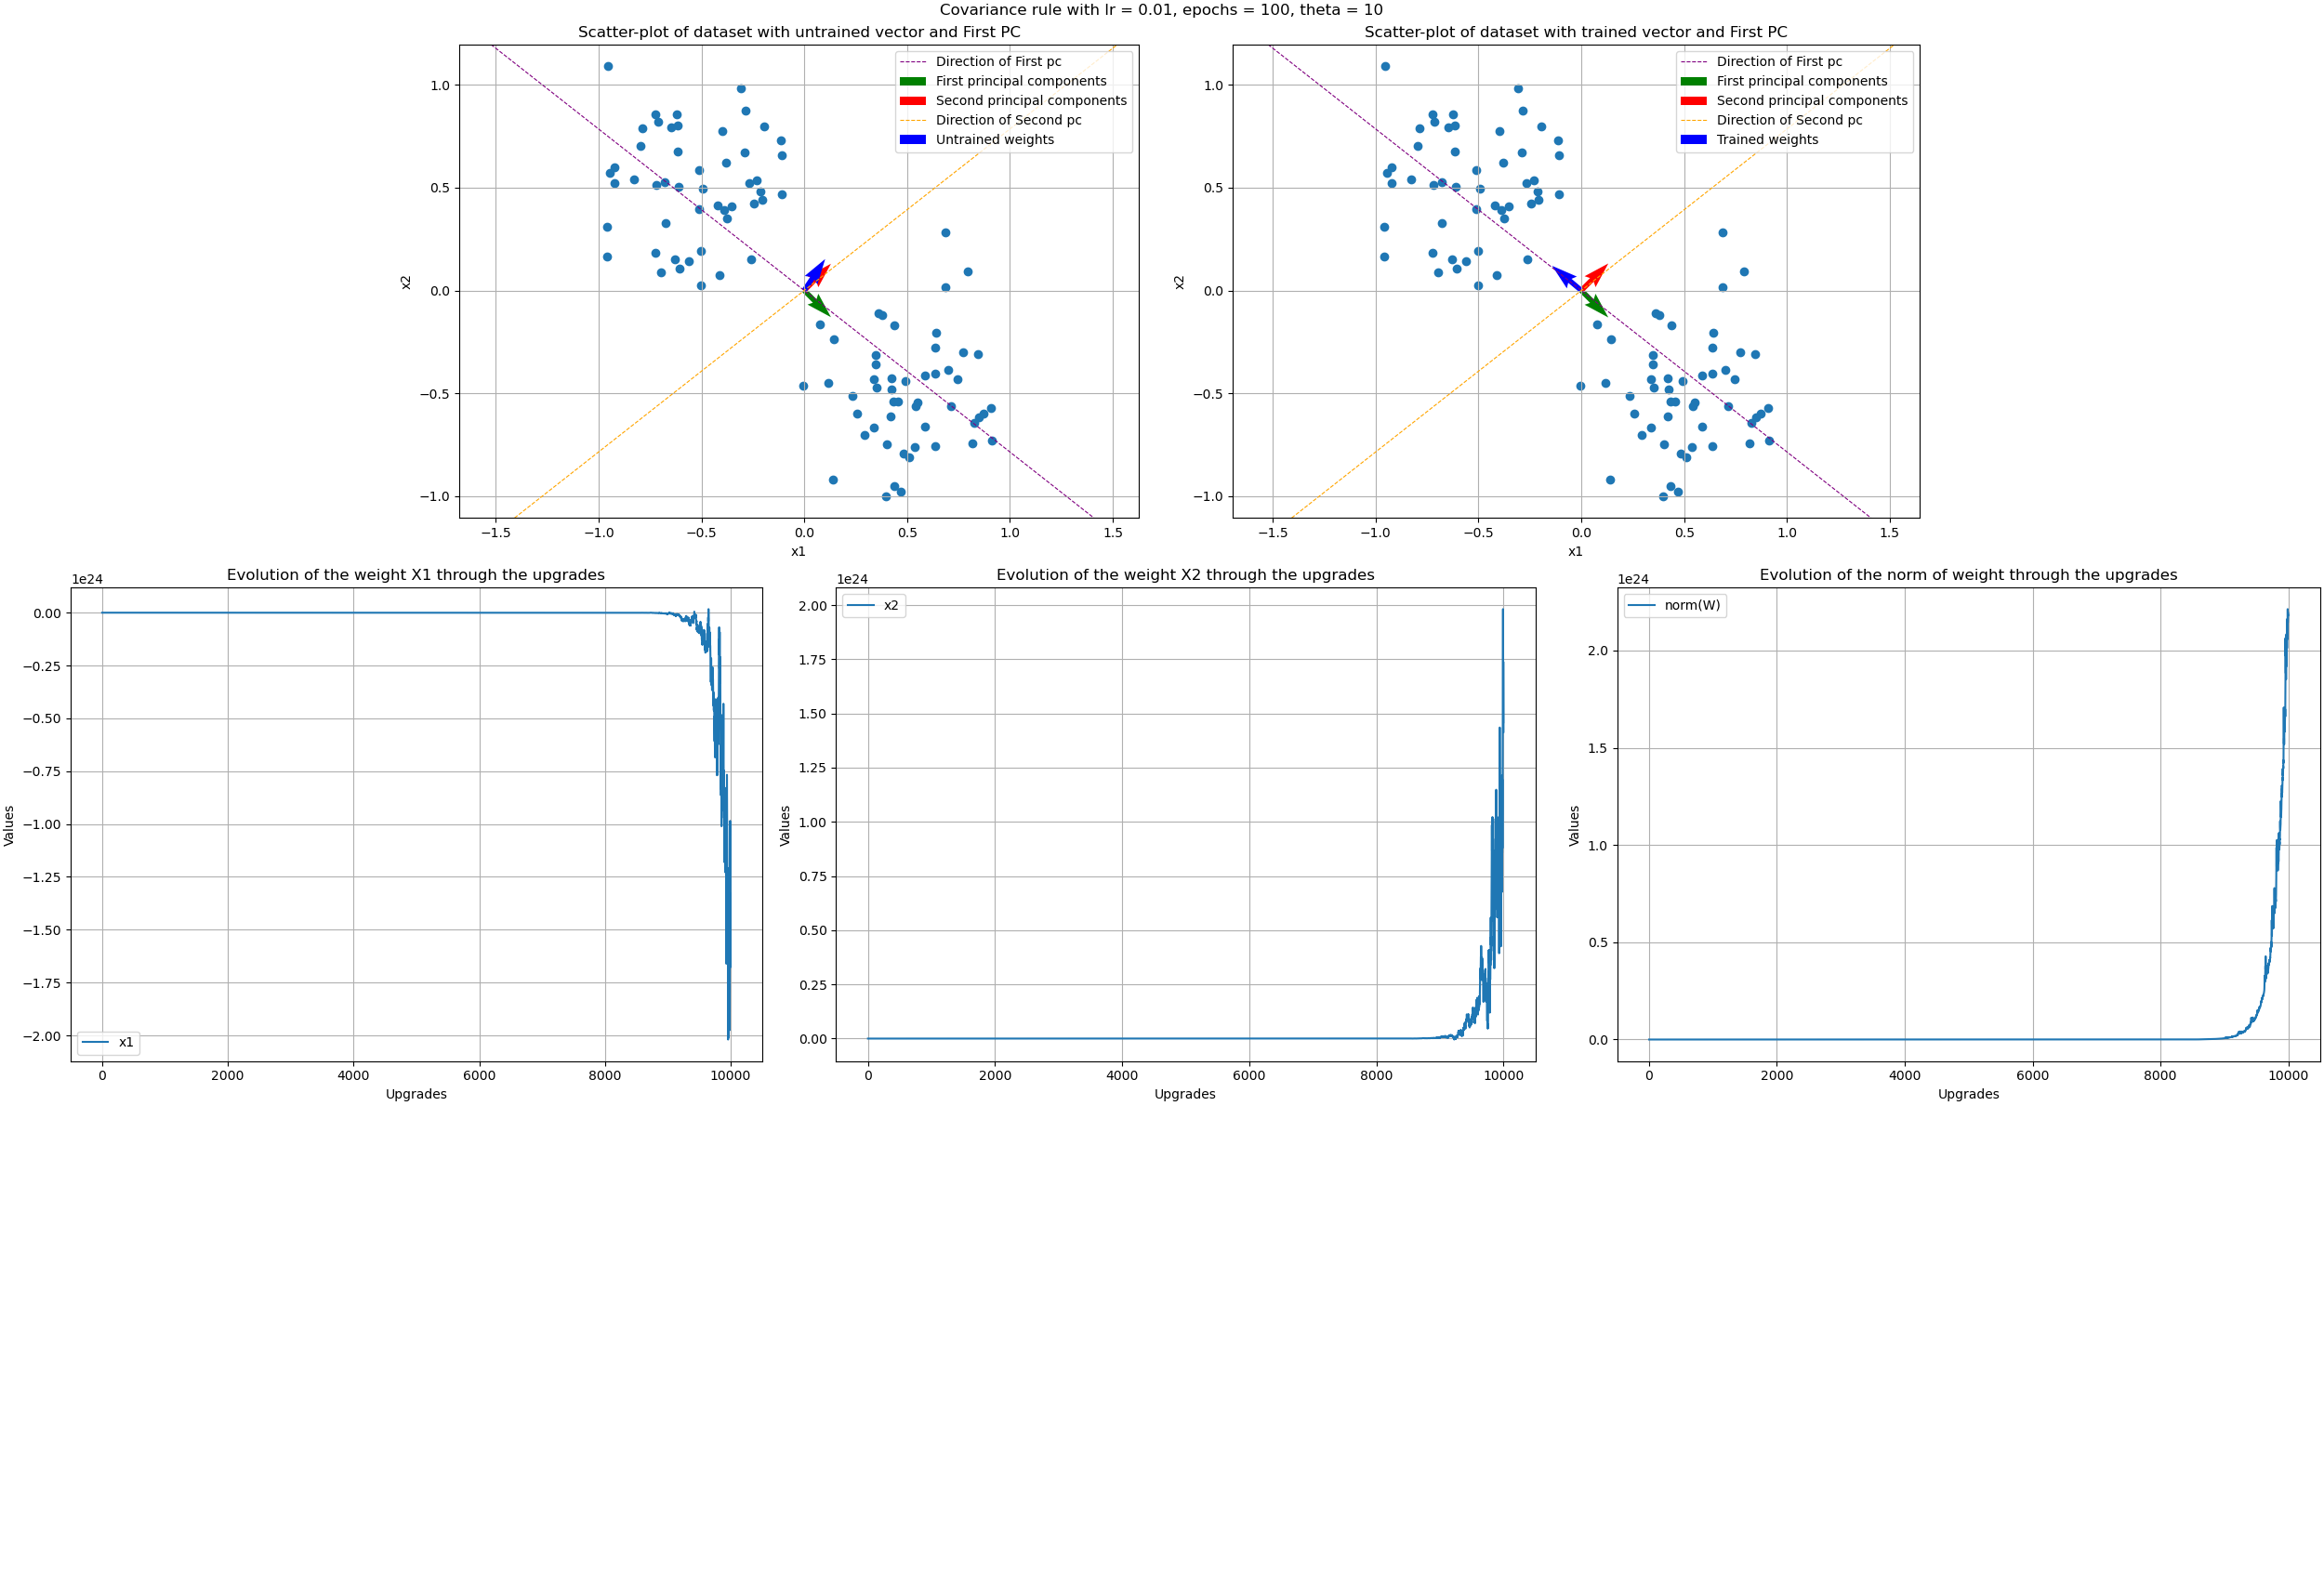 Covariance rule with lr = 0.01, epochs = 100, theta = 10
Scatter-plot of dataset with untrained vector and First PC
Direction of First pc
First principal components
Second principal components
Direction of Second pc
Untrained weights
1.0
0.5
0.0
−0.5
−1.0
x2
−1.5
−1.0
−0.5
0.0
0.5
1.0
1.5
x1
Scatter-plot of dataset with trained vector and First PC
Direction of First pc
First principal components
Second principal components
Direction of Second pc
Trained weights
1.0
0.5
0.0
−0.5
−1.0
x2
−1.5
−1.0
−0.5
0.0
0.5
1.0
1.5
x1
Evolution of the weight X1 through the upgrades
1e24
0.00
−0.25
−0.50
−0.75
−1.00
−1.25
−1.50
−1.75
−2.00
Values
x1
0
2000
4000
6000
8000
10000
Upgrades
Evolution of the weight X2 through the upgrades
1e24
x2
2.00
1.75
1.50
1.25
1.00
0.75
0.50
0.25
0.00
Values
0
2000
4000
6000
8000
10000
Upgrades
Evolution of the norm of weight through the upgrades
1e24
norm(W)
2.0
1.5
1.0
0.5
0.0
Values
0
2000
4000
6000
8000
10000
Upgrades